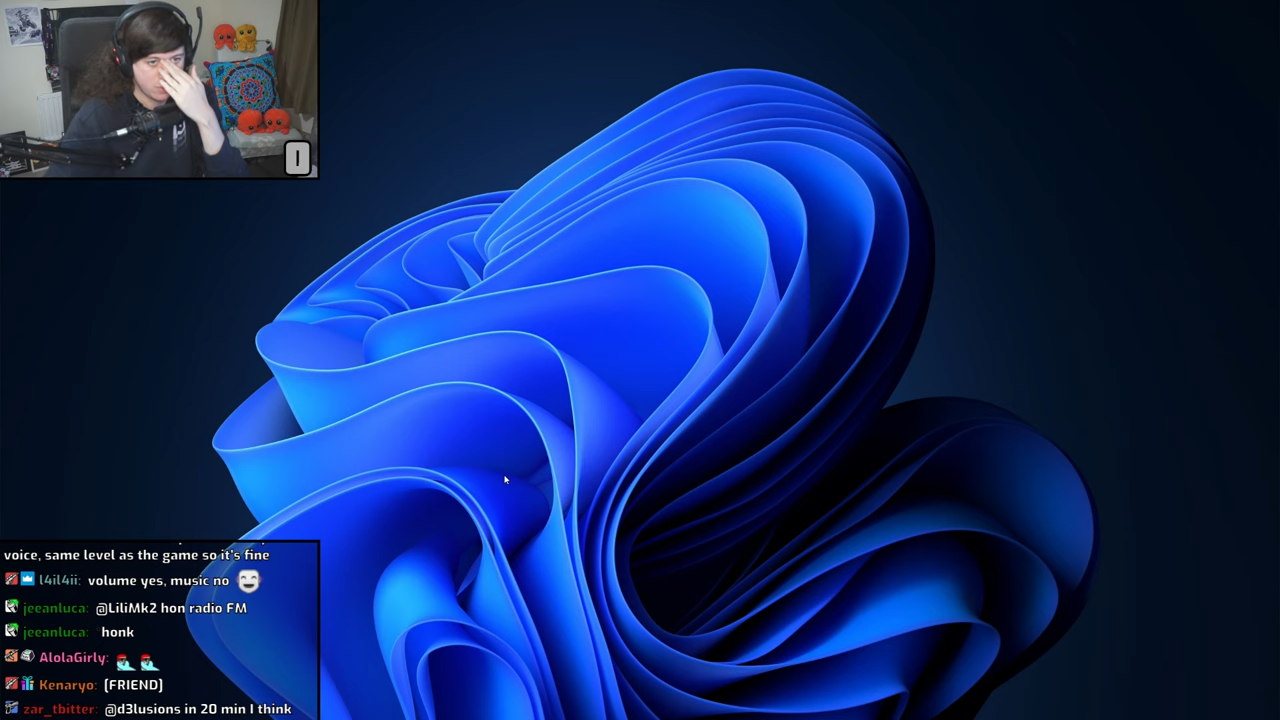 I
voice, same level as the game so it's fine
l4il4ii: volume yes, music no
jeeanluca: @LiliMk2 hon radio FM
jeeanluca: honk
AlolaGirly:
Kenaryo: [FRIEND]
zar_tbitter: @d3lusions in 20 min I think